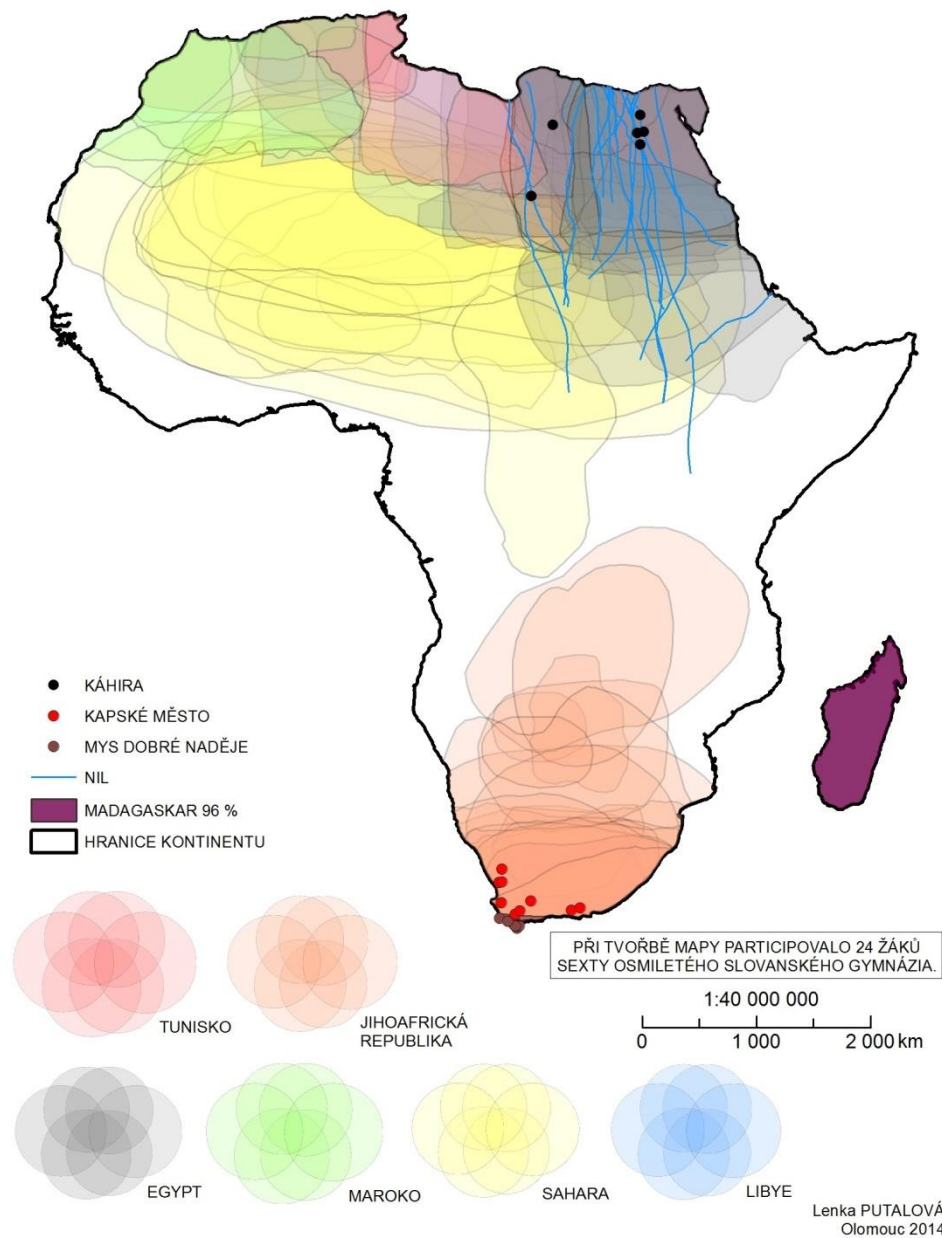 KÁHIRA
KAPSKÉ MĚSTO
MYS DOBRÉ NADĚJE
NIL
MADAGASKAR 96 %
HRANICE KONTINENTU
PŘI TVOŘBĚ MAPY PARTICIPOVALO 24 ŽÁKŮ
SEXTY OSMILETÉHO SLOVANSKÉHO GYMNÁZIA.
1:40 000 000
0 1 000 2 000 km
TUNISKO
JIHOAFRICKÁ
REPUBLIKA
EGYPT
MAROKO
SAHARA
LIBYE
Lenka PUTALOVÁ
Olomouc 2014